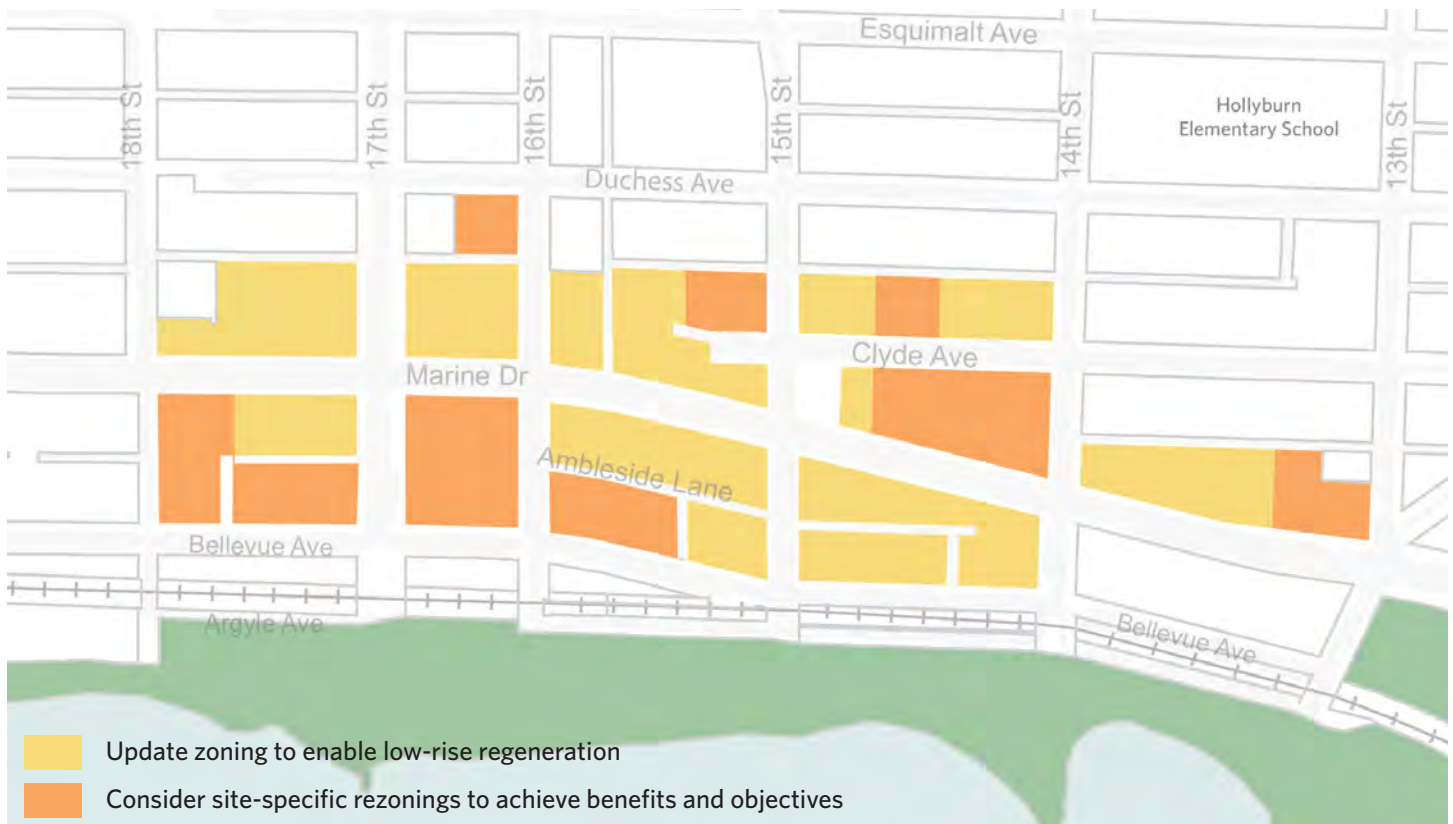 Esquimalt Ave
18th St
17th St
16th St
15th St
14th St
13th St
Hollyburn
Elementary School
Duchess Ave
Clyde Ave
Marine Dr
Ambleside Lane
Bellevue Ave
Argyle Ave
Bellevue Ave
Update zoning to enable low-rise regeneration
Consider site-specific rezonings to achieve benefits and objectives